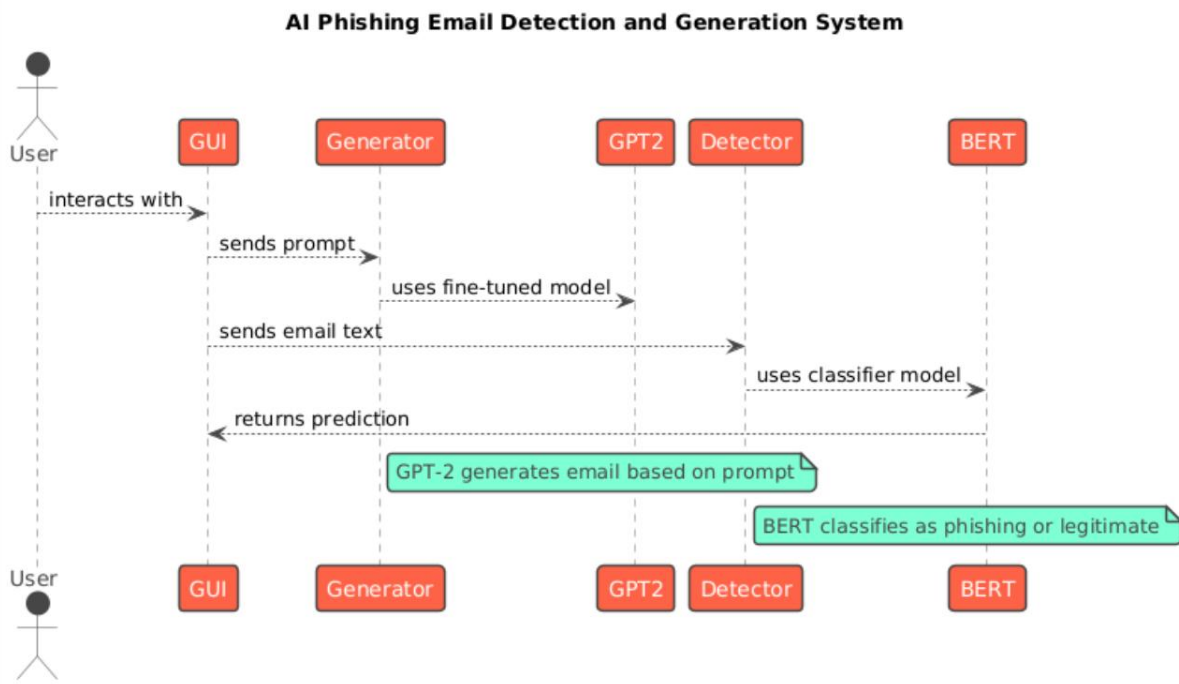 AI Phishing Email Detection and Generation System
User
GUI
Generator
GPT2
Detector
BERT
interacts with
sends prompt
uses fine-tuned model
sends email text
uses classifier model
returns prediction
GPT-2 generates email based on prompt
BERT classifies as phishing or legitimate
User
GUI
Generator
GPT2
Detector
BERT